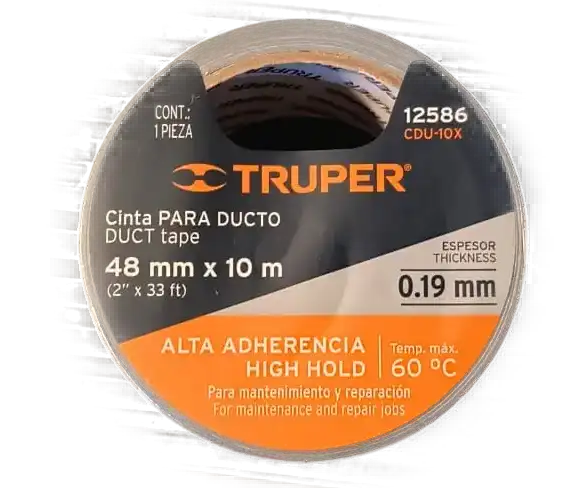 TRUPER
CONT.:
1 PIEZA
12586
CDU-10X
TRUPER®
Cinta PARA DUCTO
DUCT tape
48 mm x 10 m
(2" x 33 ft)
ESPESOR
THICKNESS
0.19 mm
ALTA ADHERENCIA
HIGH HOLD
Temp. máx.
60 °C
Para mantenimiento y reparación
For maintenance and repair jobs